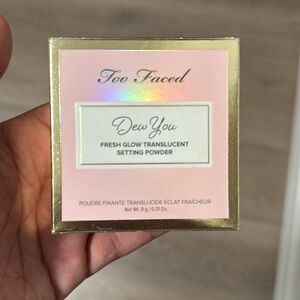 Too Faced
Dew You
FRESH GLOW TRANSLUCENT
SETTING POWDER
POUDRE FIXANTE TRANSLUCIDE ÉCLAT FRAÎCHEUR
Net Wt. 9 g / 0.31 Oz.